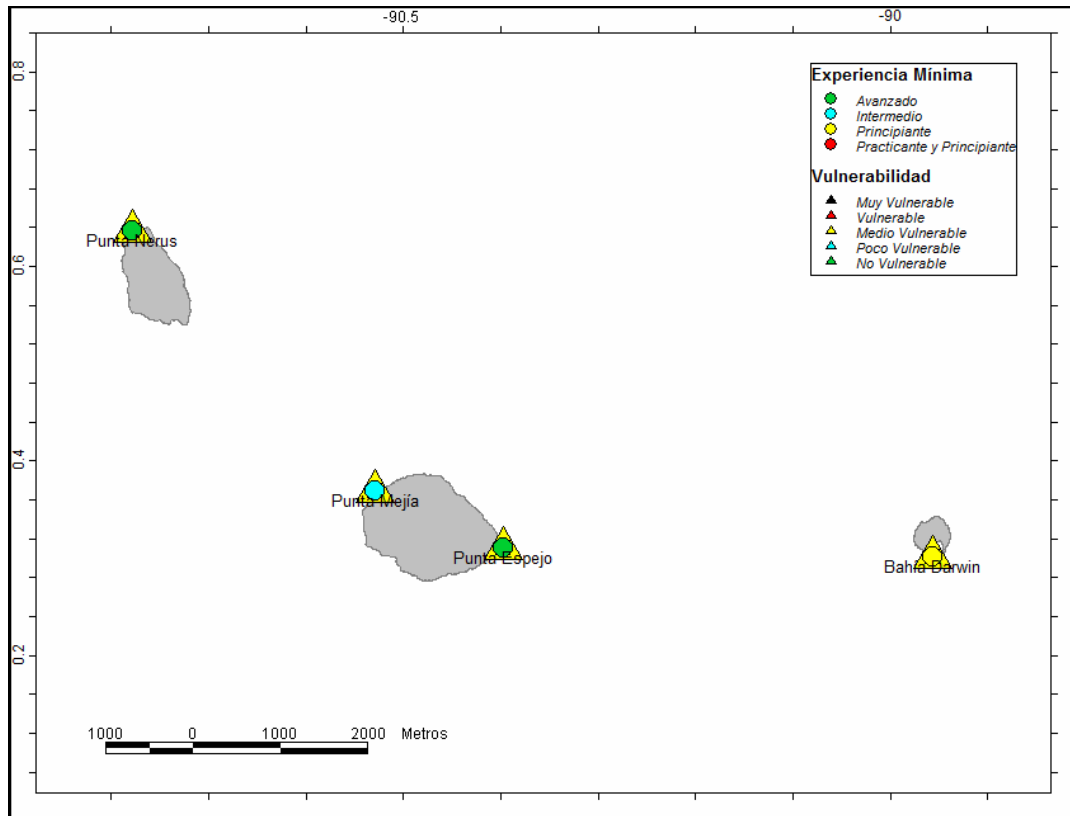 -90.5 -90
0.8
0.6
0.4
0.2
Experiencia Mínima
Avanzado
Intermedio
Principiante
Practicante y Principiante
Vulnerabilidad
Muy Vulnerable
Vulnerable
Medio Vulnerable
Poco Vulnerable
No Vulnerable
Punta Nerus
Punta Mejía
Punta Espejo
Bahía Darwin
1000 0 1000 2000 Metros